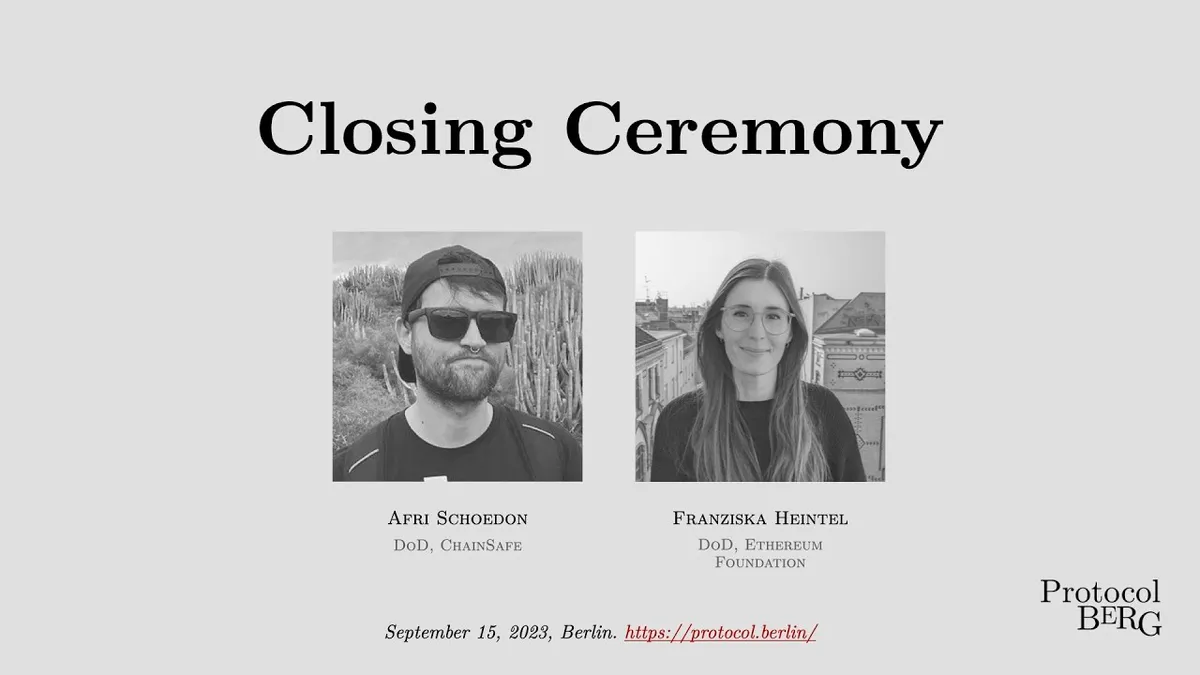 Closing Ceremony
Afri Schoedon
DoD, ChainSafe
Franziska Heintel
DoD, Ethereum
Foundation
September 15, 2023, Berlin. https://protocol.berlin/
Protocol
BERG